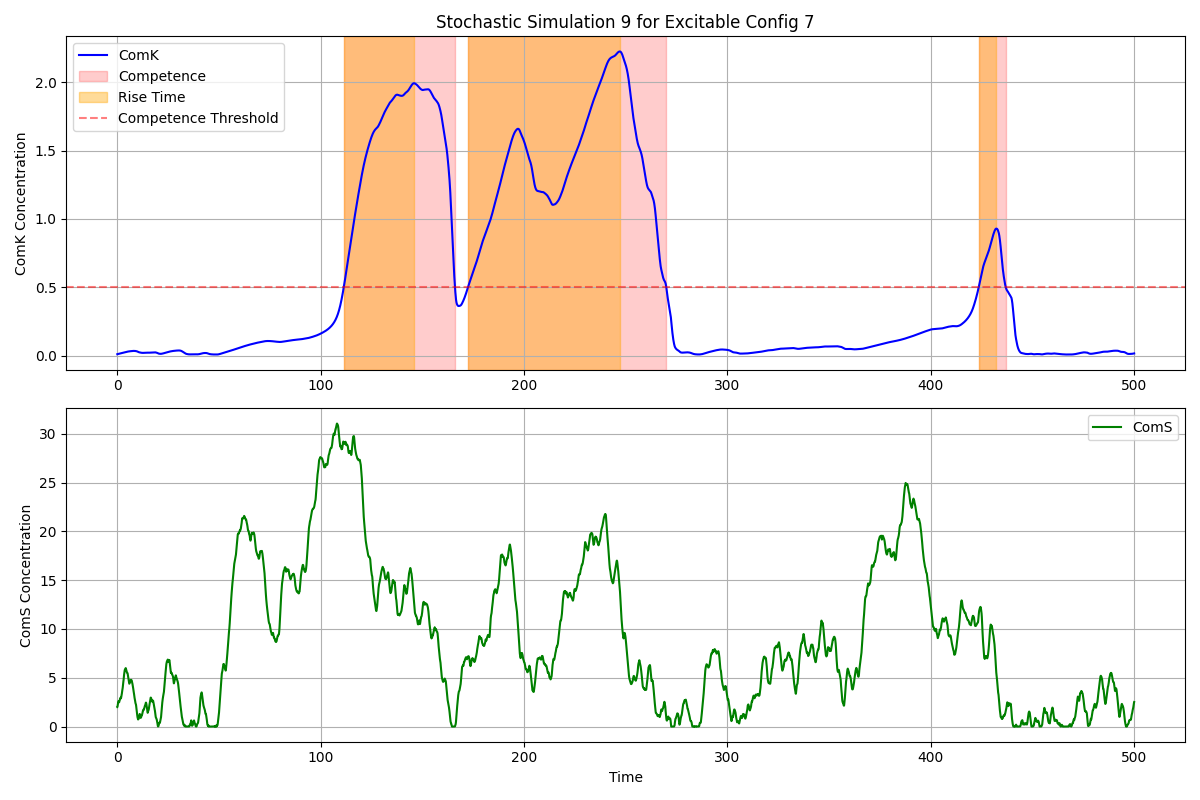 Stochastic Simulation 9 for Excitable Config 7
ComK
Competence
Rise Time
Competence Threshold
ComK Concentration
2.0
1.5
1.0
0.5
0.0
0 100 200 300 400 500
ComS
ComS Concentration
30
25
20
15
10
5
0
0 100 200 300 400 500
Time